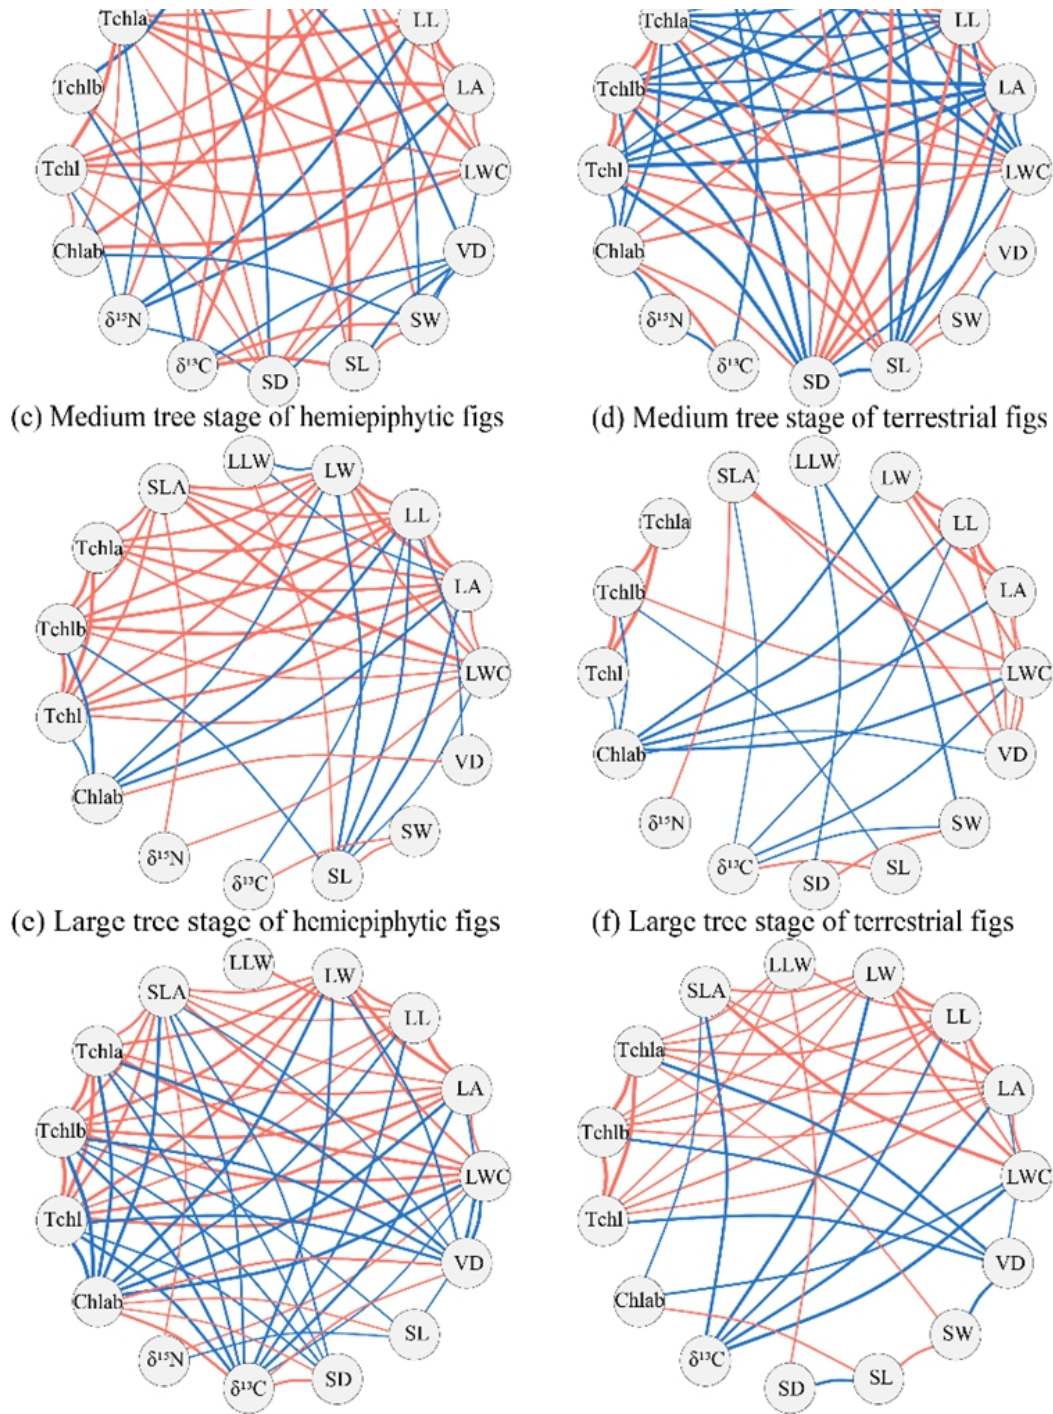 Tchla LL Tchla LL
Tchlb LA Tchlb LA
Tchl LWC Tchl LWC
Chlab VD Chlab VD
δ¹⁵N SW δ¹⁵N SW
δ¹³C SD SL δ¹³C SD SL
(c) Medium tree stage of hemiepiphytic figs (d) Medium tree stage of terrestrial figs
LLW LW LLW LW
SLA SLA
LL Tchla LL
Tchla
LA Tchlb LA
Tchlb
LWC Tchl LWC
Tchl
VD Chlab VD
Chlab
SW δ¹⁵N SW
δ¹⁵N
δ¹³C SL δ¹³C SD SL
(e) Large tree stage of hemiepiphytic figs (f) Large tree stage of terrestrial figs
LLW LW LLW LW
SLA SLA
LL LL
Tchla Tchla
LA LA
Tchlb Tchlb
LWC LWC
Tchl Tchl
VD VD
Chlab Chlab
SL SW
δ¹⁵N δ¹³C
δ¹³C SD SD SL